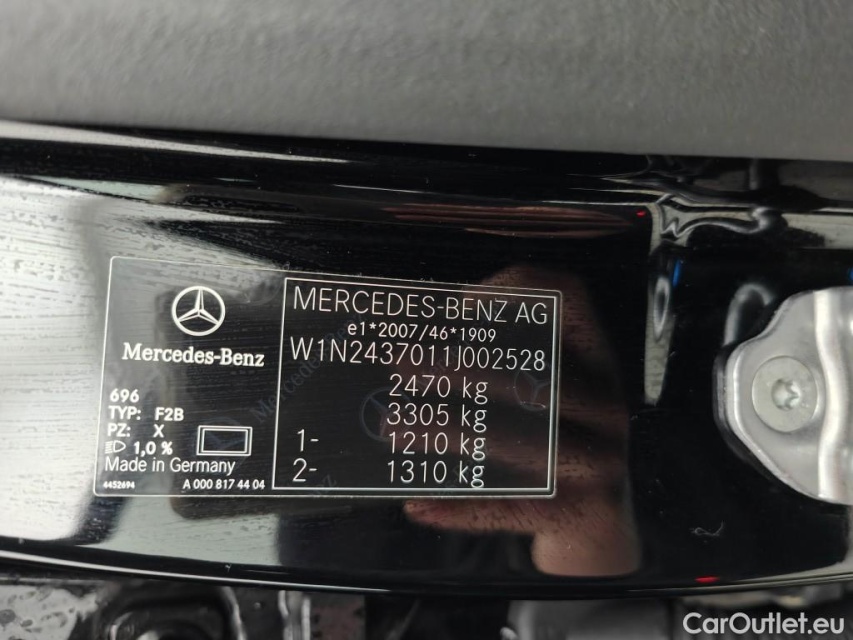 Mercedes-Benz
696
TYP: F2B
PZ: X
1,0 %
Made in Germany
4452694 A 000 817 44 04
MERCEDES-BENZ AG
e1*2007/46*1909
W1N2437011J002528
2470 kg
3305 kg
1- 1210 kg
2- 1310 kg
CarOutlet.eu